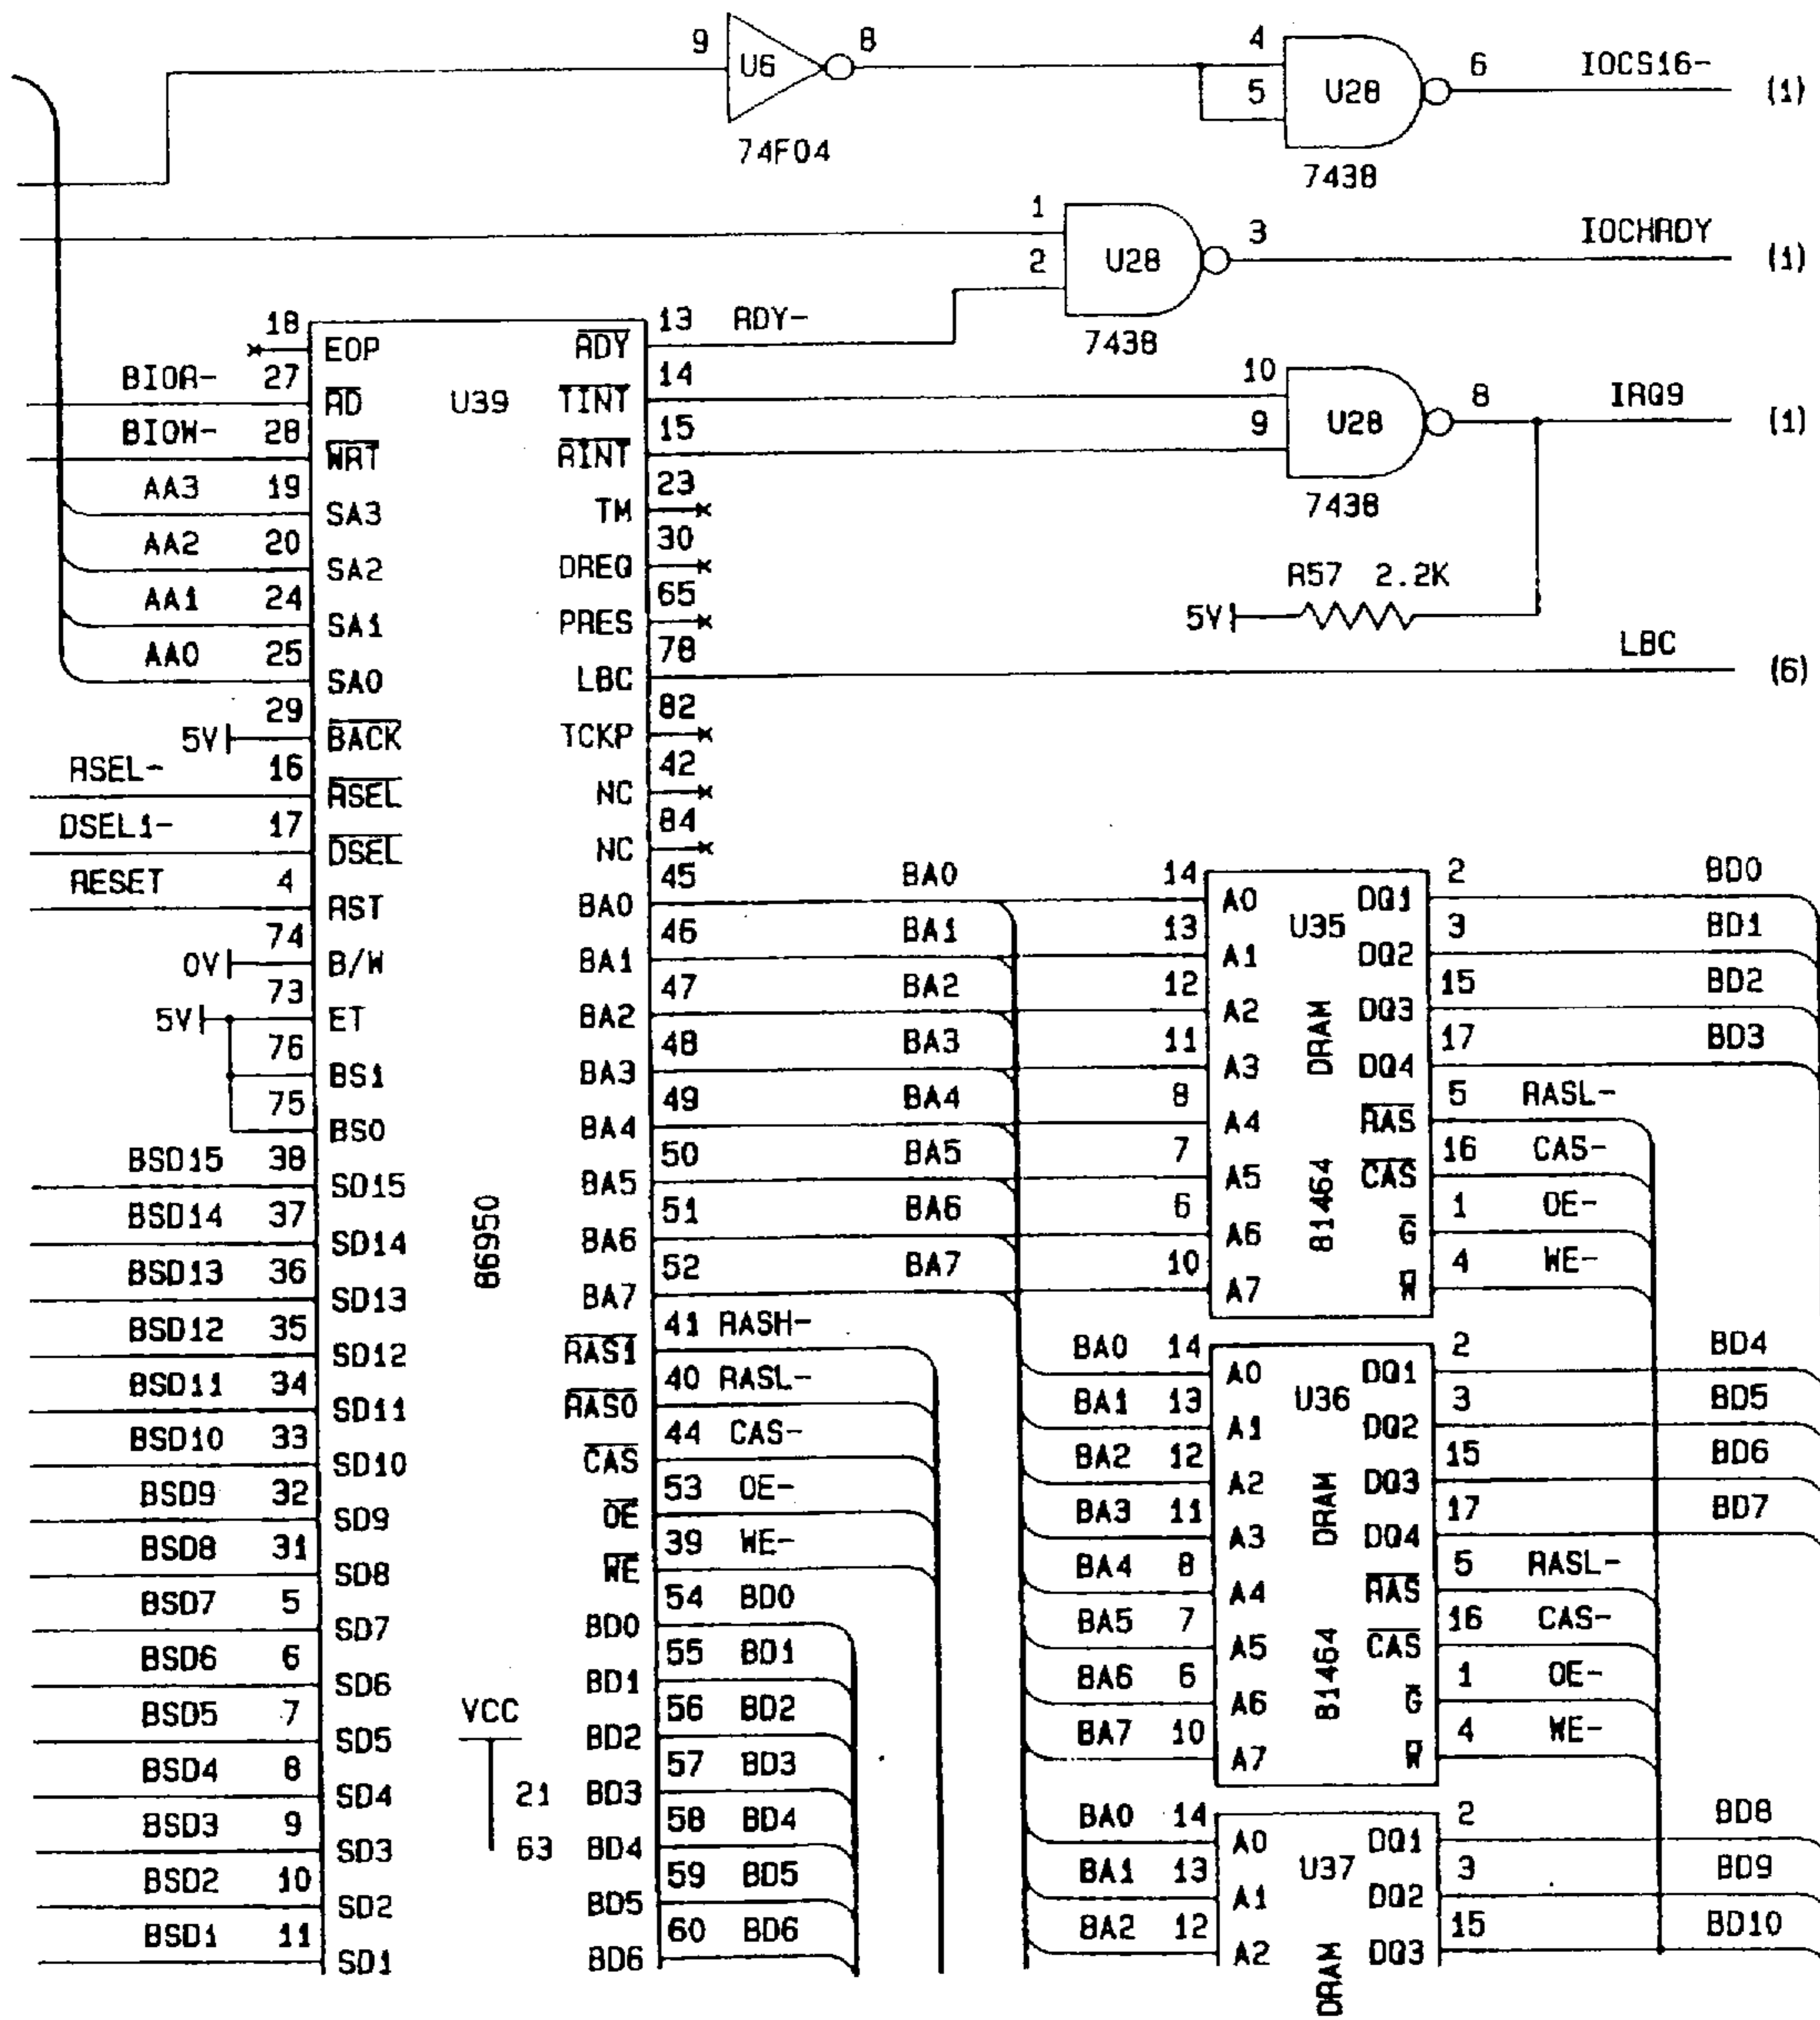 9 U6 8
74F04
4 5 U28 6 IOCS16- (1)
7438
1 2 U28 3 IOCHRDY (1)
7438
10 9 U28 8 IRQ9 (1)
7438
R57 2.2K
5V
LBC (6)
U39
86950
18 EOP
BIOR- 27 RD
BIOW- 28 WRT
AA3 19 SA3
AA2 20 SA2
AA1 24 SA1
AA0 25 SA0
5V 29 BACK
RSEL- 16 RSEL
DSEL1- 17 DSEL
RESET 4 RST
0V 74 B/W
5V 73 ET
76 BS1
75 BS0
BSD15 38 SD15
BSD14 37 SD14
BSD13 36 SD13
BSD12 35 SD12
BSD11 34 SD11
BSD10 33 SD10
BSD9 32 SD9
BSD8 31 SD8
BSD7 5 SD7
BSD6 6 SD6
BSD5 7 SD5
BSD4 8 SD4
BSD3 9 SD3
BSD2 10 SD2
BSD1 11 SD1
VCC
21
63
RDY 13 RDY-
TINT 14
RINT 15
TM 23
DREQ 30
PRES 65
LBC 78
TCKP 82
NC 42
NC 84
BA0 45 BA0
BA1 46 BA1
BA2 47 BA2
BA3 48 BA3
BA4 49 BA4
BA5 50 BA5
BA6 51 BA6
BA7 52 BA7
RAS1 41 RASH-
RAS0 40 RASL-
CAS 44 CAS-
OE 53 OE-
WE 39 WE-
BD0 54 BD0
BD1 55 BD1
BD2 56 BD2
BD3 57 BD3
BD4 58 BD4
BD5 59 BD5
BD6 60 BD6
U35
DRAM
81464
14 A0 DQ1 2 BD0
13 A1 DQ2 3 BD1
12 A2 DQ3 15 BD2
11 A3 DQ4 17 BD3
8 A4 RAS 5 RASL-
7 A5 CAS 16 CAS-
6 A6 G 1 OE-
10 A7 W 4 WE-
U36
DRAM
81464
BA0 14 A0 DQ1 2 BD4
BA1 13 A1 DQ2 3 BD5
BA2 12 A2 DQ3 15 BD6
BA3 11 A3 DQ4 17 BD7
BA4 8 A4 RAS 5 RASL-
BA5 7 A5 CAS 16 CAS-
BA6 6 A6 G 1 OE-
BA7 10 A7 W 4 WE-
U37
DRAM
BA0 14 A0 DQ1 2 BD8
BA1 13 A1 DQ2 3 BD9
BA2 12 A2 DQ3 15 BD10